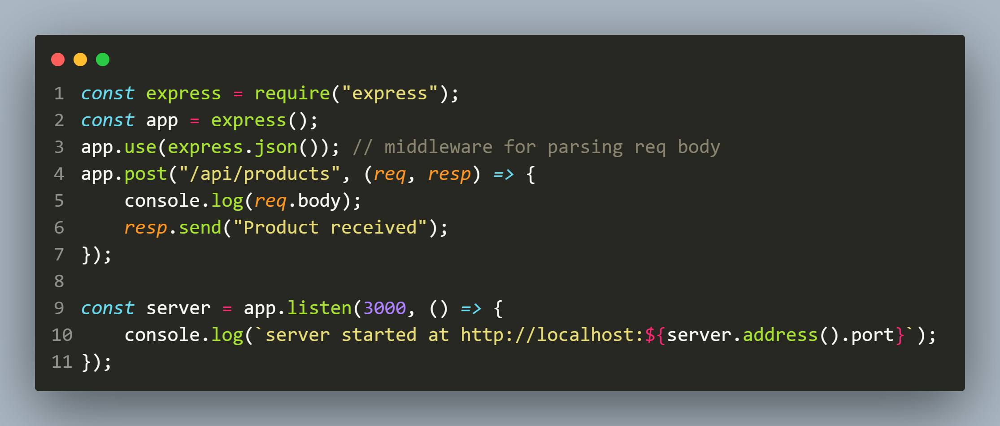 1 const express = require("express");
2 const app = express();
3 app.use(express.json()); // middleware for parsing req body
4 app.post("/api/products", (req, resp) => {
5     console.log(req.body);
6     resp.send("Product received");
7 });
8
9 const server = app.listen(3000, () => {
10     console.log(`server started at http://localhost:${server.address().port}`);
11 });